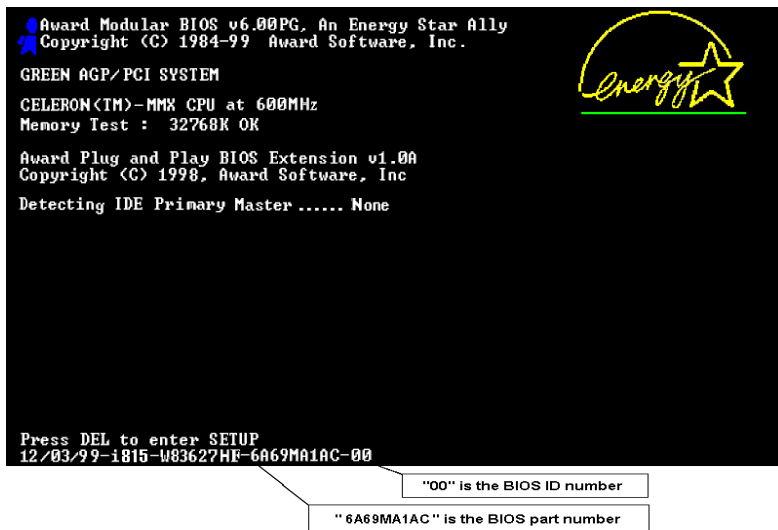 Award Modular BIOS v6.00PG, An Energy Star Ally
Copyright (C) 1984-99 Award Software, Inc.
energy
GREEN AGP/PCI SYSTEM
CELERON(TM)-MMX CPU at 600MHz
Memory Test : 32768K OK
Award Plug and Play BIOS Extension v1.0A
Copyright (C) 1998, Award Software, Inc
Detecting IDE Primary Master ...... None
Press DEL to enter SETUP
12/03/99-i815-W83627HF-6A69MA1AC-00
"00" is the BIOS ID number
"6A69MA1AC" is the BIOS part number